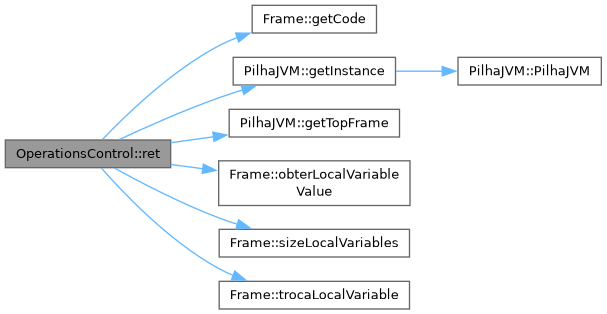 Frame::getCode
PilhaJVM::getInstance
PilhaJVM::PilhaJVM
PilhaJVM::getTopFrame
OperationsControl::ret
Frame::obterLocalVariable
Value
Frame::sizeLocalVariables
Frame::trocaLocalVariable